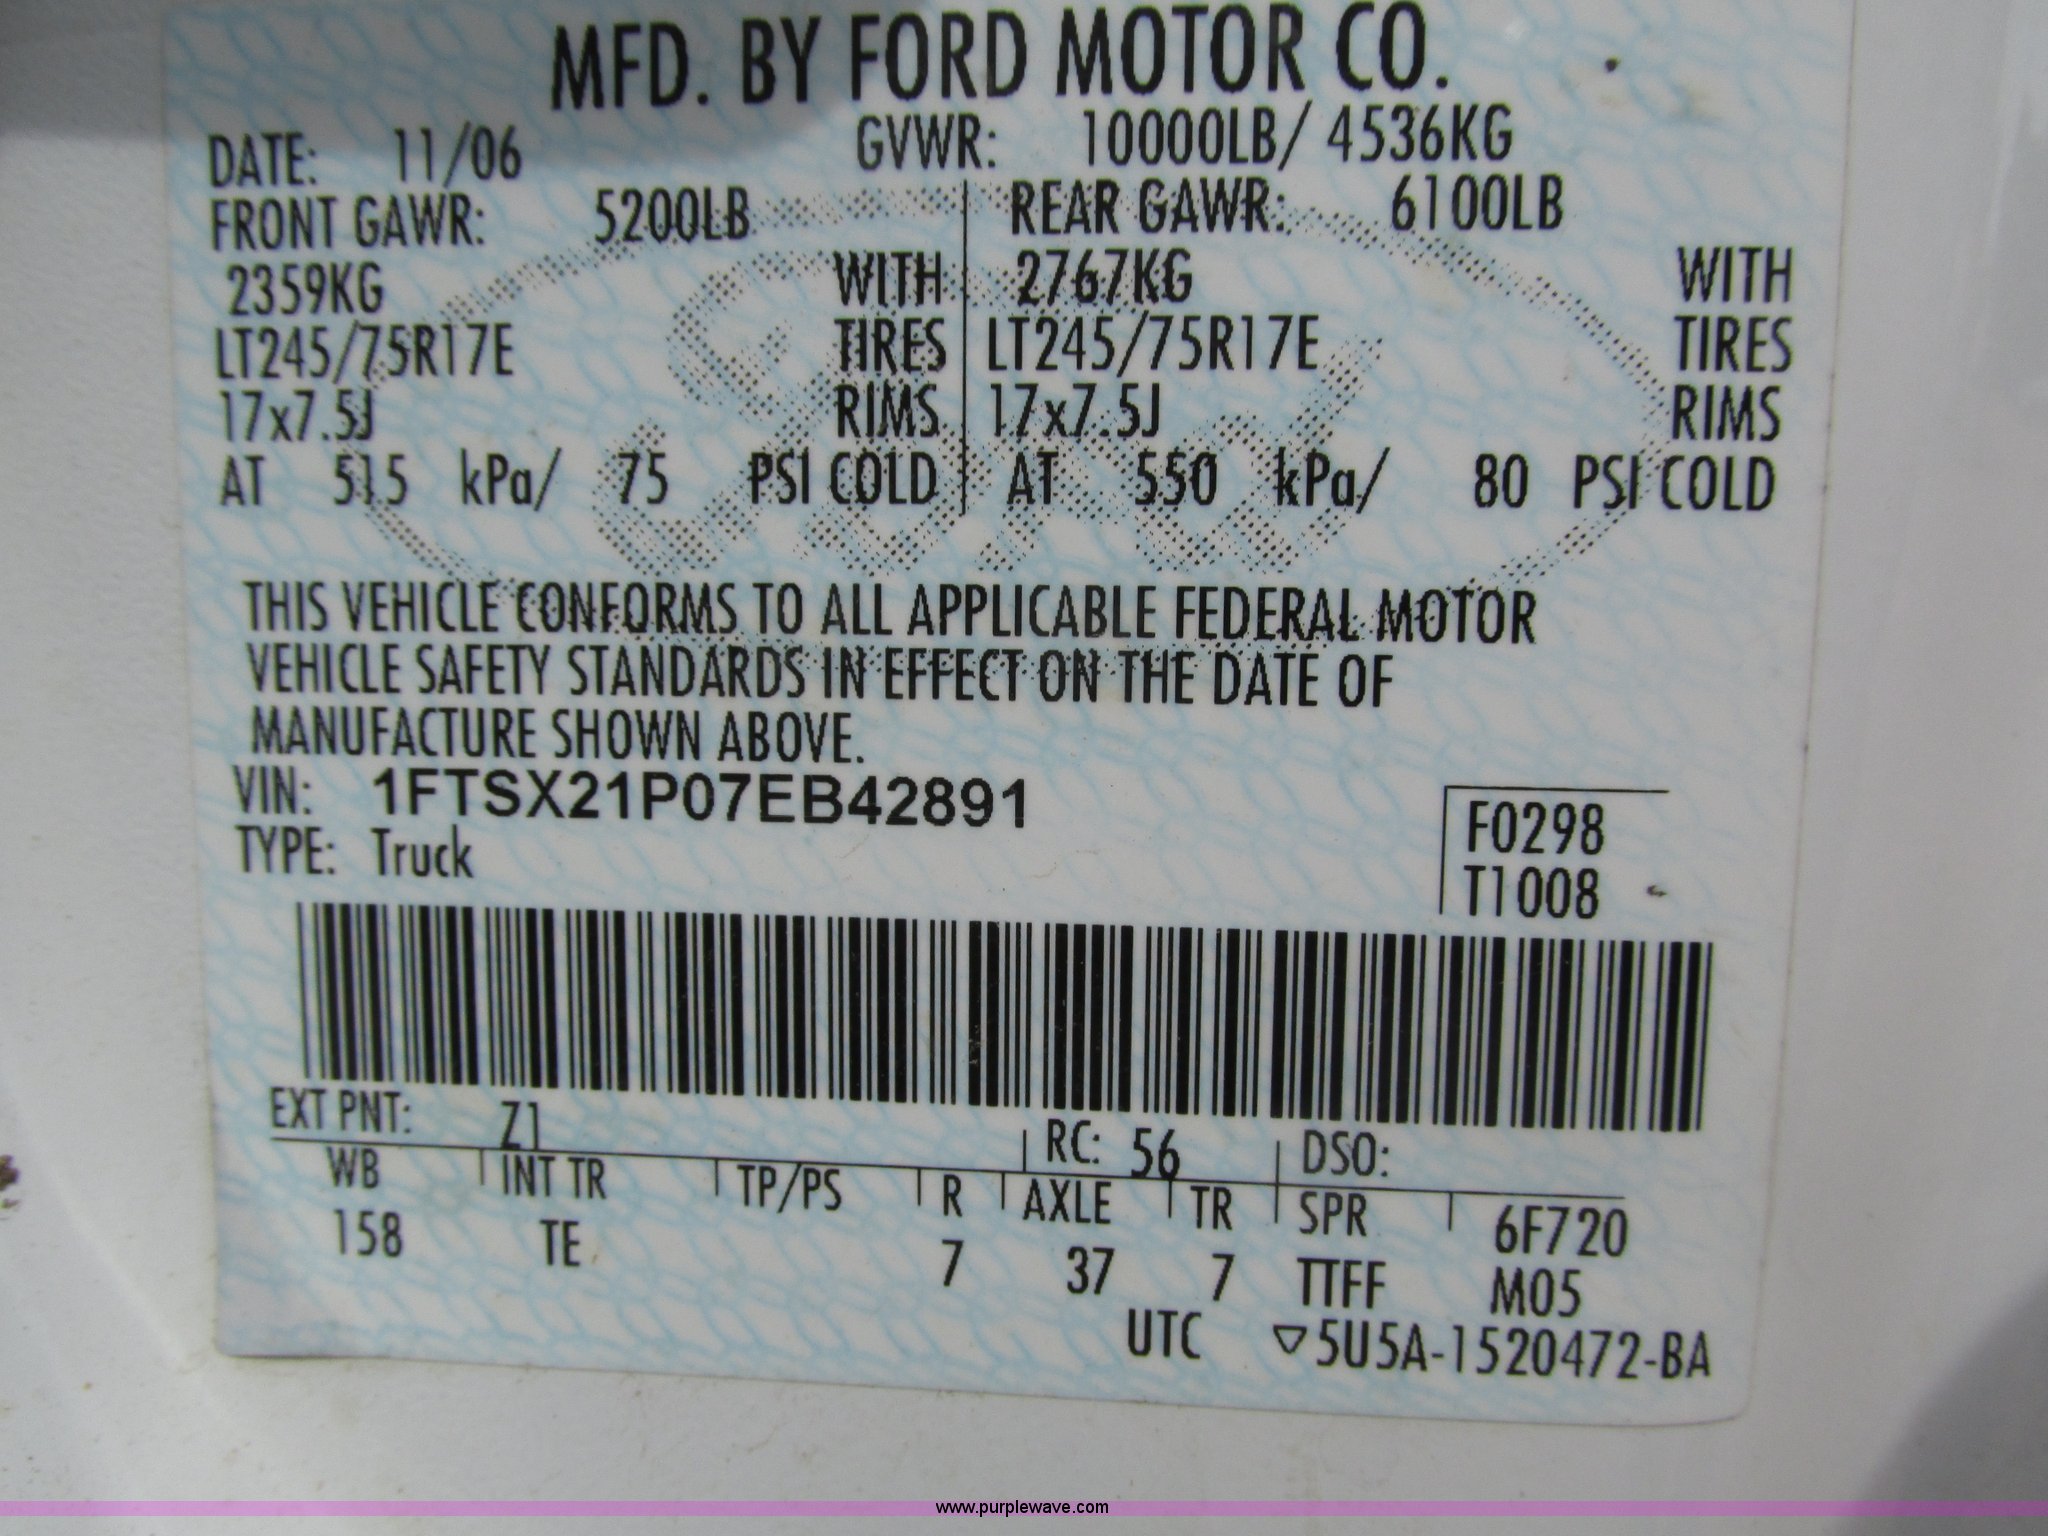 MFD. BY FORD MOTOR CO.
DATE: 11/06 GVWR: 10000LB/ 4536KG
FRONT GAWR: 5200LB REAR GAWR: 6100LB
2359KG WITH 2767KG WITH
LT245/75R17E TIRES LT245/75R17E TIRES
17x7.5J RIMS 17x7.5J RIMS
AT 515 kPa/ 75 PSI COLD AT 550 kPa/ 80 PSI COLD
THIS VEHICLE CONFORMS TO ALL APPLICABLE FEDERAL MOTOR
VEHICLE SAFETY STANDARDS IN EFFECT ON THE DATE OF
MANUFACTURE SHOWN ABOVE.
VIN: 1FTSX21P07EB42891
TYPE: Truck
F0298
T1008
EXT PNT: Z1 RC: 56 DSO:
WB INT TR TP/PS R AXLE TR SPR 6F720
158 TE 7 37 7 TTFF M05
UTC ▽5U5A-1520472-BA
www.purplewave.com